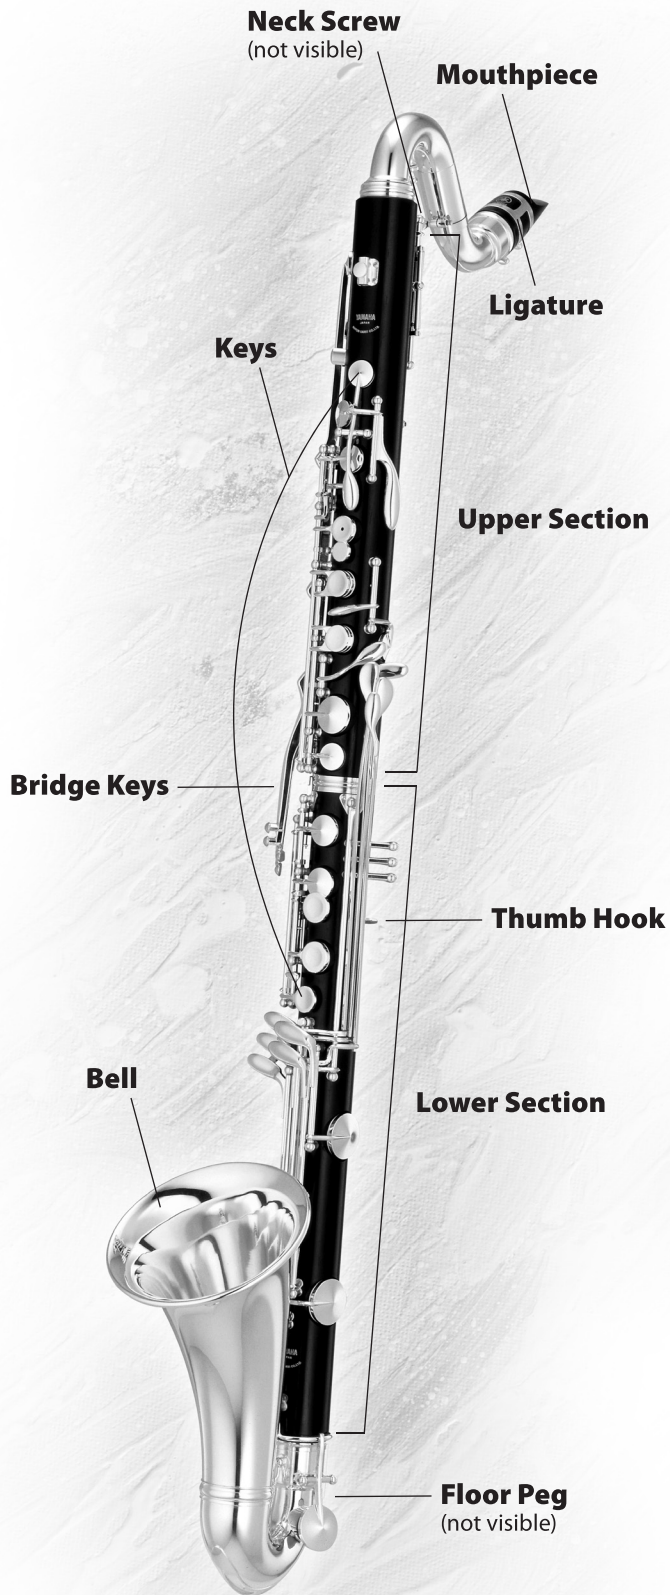 Neck Screw
(not visible)
Mouthpiece
Ligature
YAMAHA
Keys
Upper Section
Bridge Keys
Thumb Hook
Bell
Lower Section
Floor Peg
(not visible)